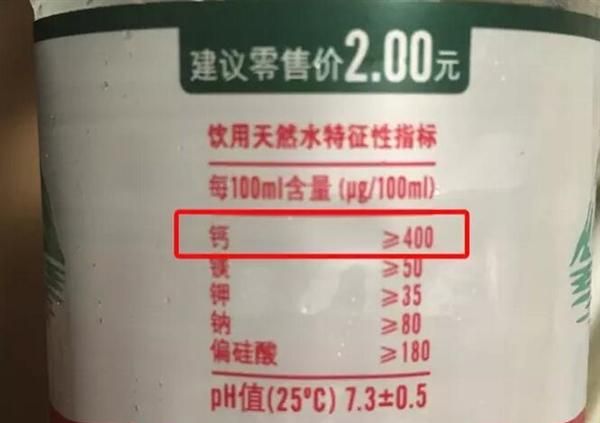 建议零售价2.00元
饮用天然水特征性指标
每100ml含量 (μg/100ml)
钙 ≥400
镁 ≥50
钾 ≥35
钠 ≥80
偏硅酸 ≥180
pH值(25℃) 7.3±0.5